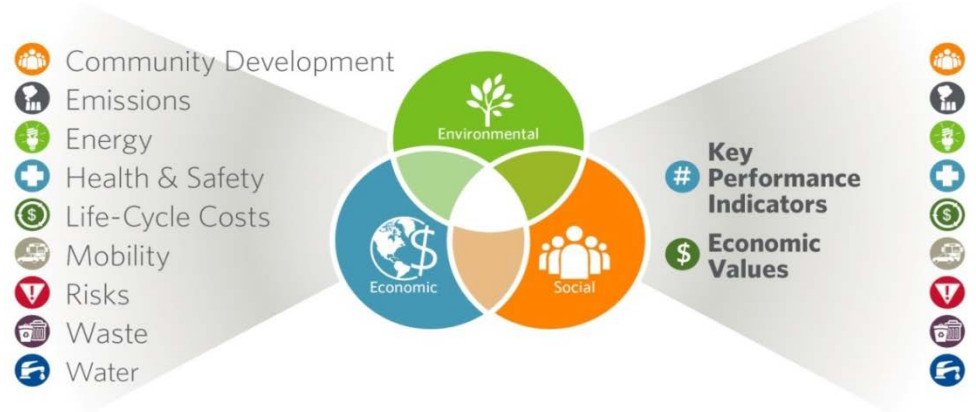 Community Development
Emissions
Energy
Health & Safety
Life-Cycle Costs
Mobility
Risks
Waste
Water
Environmental
Economic
Social
$
# Key
Performance
Indicators
$ Economic
Values
$
$